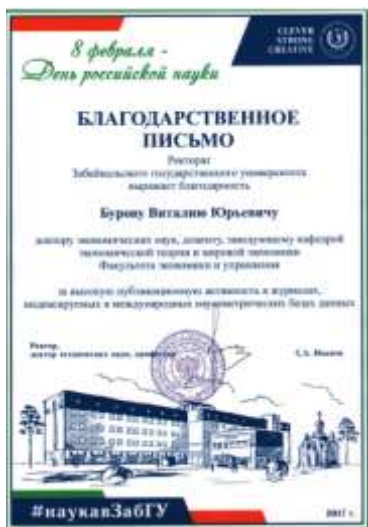 8 февраля -
День российской науки
CLEVER
STRONG
CREATIVE
БЛАГОДАРСТВЕННОЕ
ПИСЬМО
Ректорат
Забайкальского государственного университета
выражает благодарность
Бурову Виталию Юрьевичу
доктору экономических наук, доценту, заведующему кафедрой
экономической теории и мировой экономики
Факультета экономики и управления
за высокую публикационную активность в журналах,
индексируемых в международных наукометрических базах данных
Ректор,
доктор технических наук, профессор
С.А. Иванов
#наукавЗабГУ
2017 г.